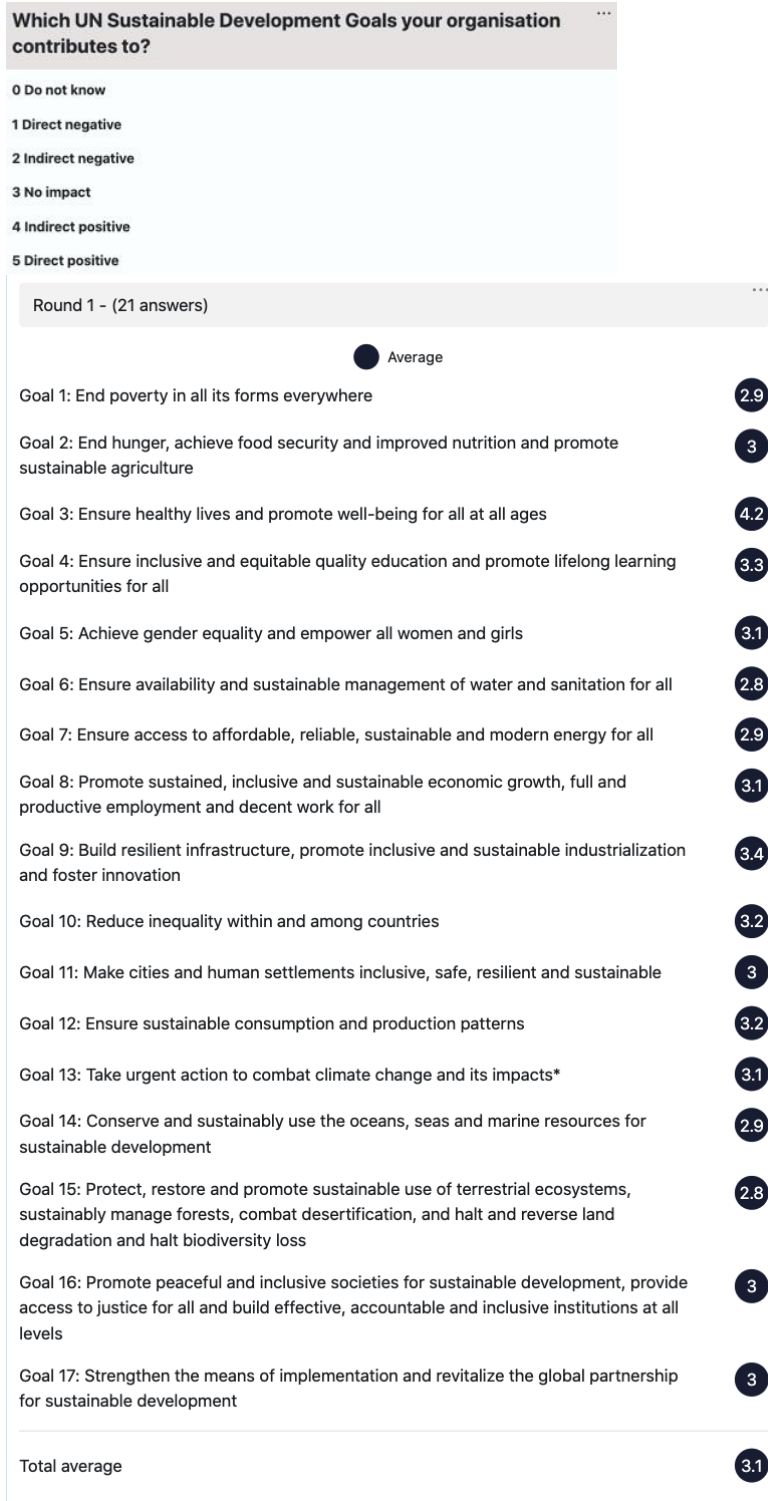 Which UN Sustainable Development Goals your organisation
contributes to?
...
0 Do not know
1 Direct negative
2 Indirect negative
3 No impact
4 Indirect positive
5 Direct positive
Round 1 - (21 answers)
...
Average
Goal 1: End poverty in all its forms everywhere
2.9
Goal 2: End hunger, achieve food security and improved nutrition and promote
sustainable agriculture
3
Goal 3: Ensure healthy lives and promote well-being for all at all ages
4.2
Goal 4: Ensure inclusive and equitable quality education and promote lifelong learning
opportunities for all
3.3
Goal 5: Achieve gender equality and empower all women and girls
3.1
Goal 6: Ensure availability and sustainable management of water and sanitation for all
2.8
Goal 7: Ensure access to affordable, reliable, sustainable and modern energy for all
2.9
Goal 8: Promote sustained, inclusive and sustainable economic growth, full and
productive employment and decent work for all
3.1
Goal 9: Build resilient infrastructure, promote inclusive and sustainable industrialization
and foster innovation
3.4
Goal 10: Reduce inequality within and among countries
3.2
Goal 11: Make cities and human settlements inclusive, safe, resilient and sustainable
3
Goal 12: Ensure sustainable consumption and production patterns
3.2
Goal 13: Take urgent action to combat climate change and its impacts*
3.1
Goal 14: Conserve and sustainably use the oceans, seas and marine resources for
sustainable development
2.9
Goal 15: Protect, restore and promote sustainable use of terrestrial ecosystems,
sustainably manage forests, combat desertification, and halt and reverse land
degradation and halt biodiversity loss
2.8
Goal 16: Promote peaceful and inclusive societies for sustainable development, provide
access to justice for all and build effective, accountable and inclusive institutions at all
levels
3
Goal 17: Strengthen the means of implementation and revitalize the global partnership
for sustainable development
3
Total average
3.1